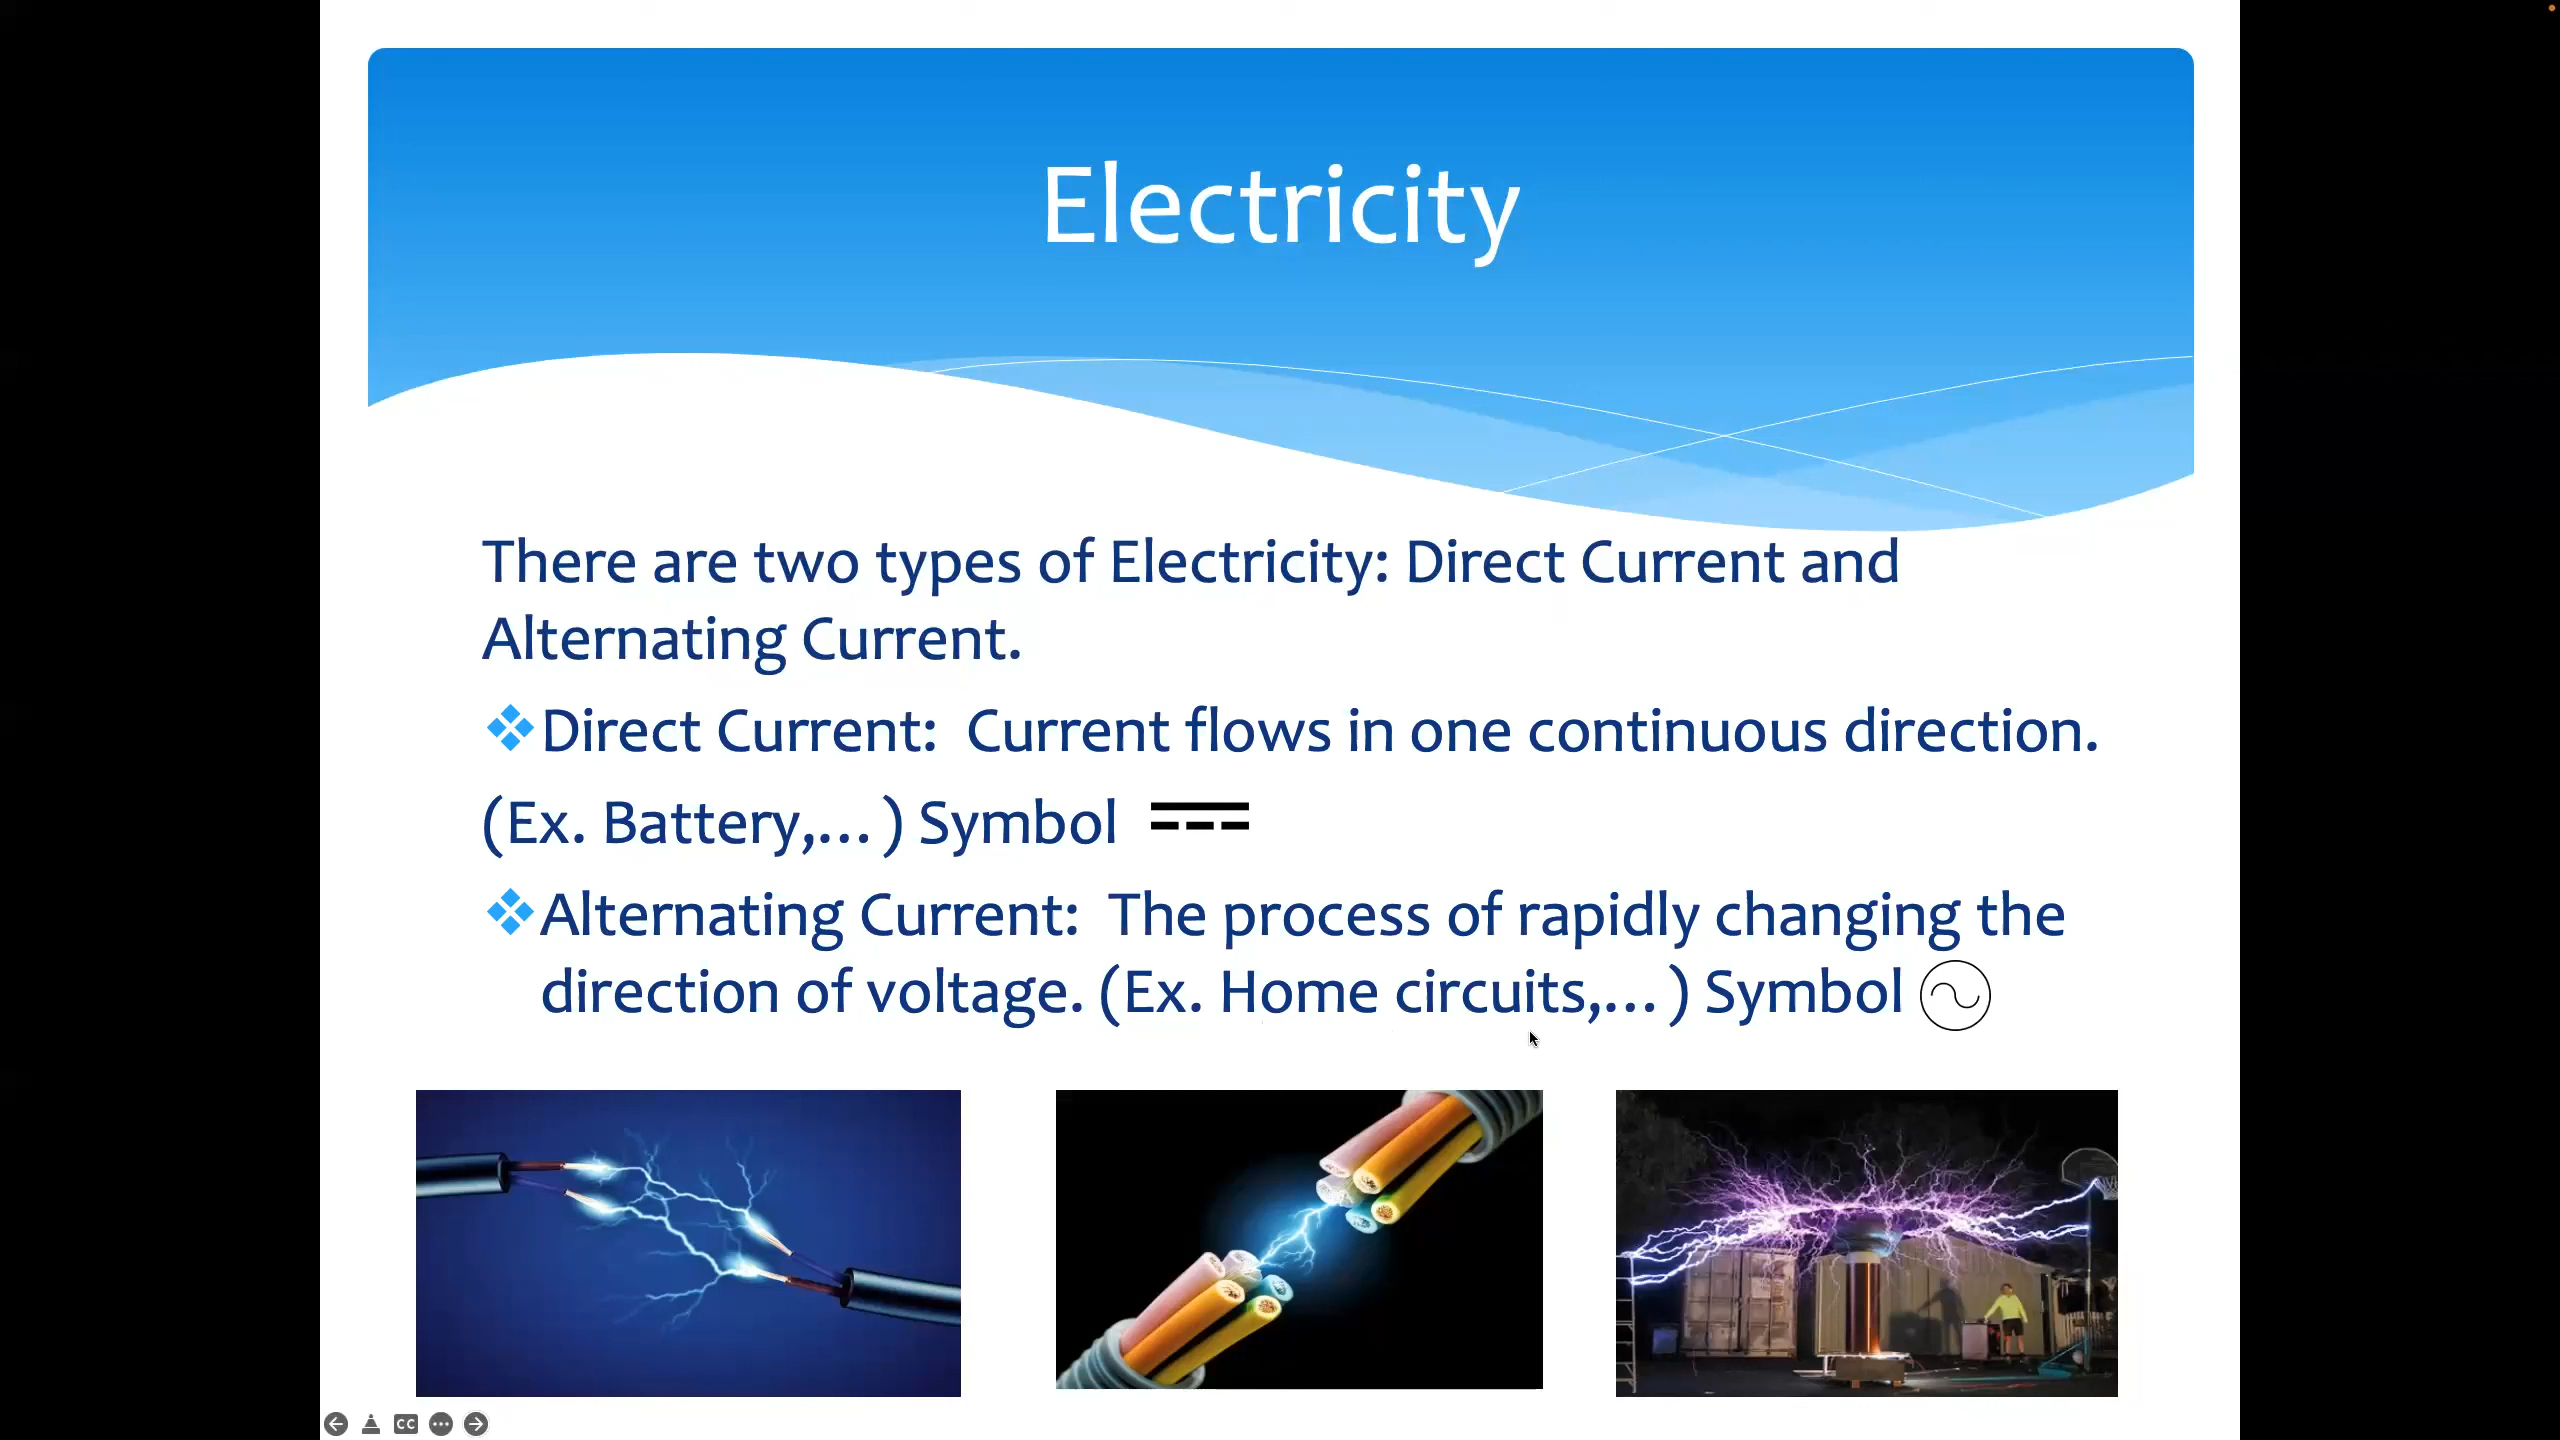 Electricity
There are two types of Electricity: Direct Current and
Alternating Current.
❖Direct Current:  Current flows in one continuous direction.
(Ex. Battery,… ) Symbol
❖Alternating Current:  The process of rapidly changing the
direction of voltage. (Ex. Home circuits,… ) Symbol
CC